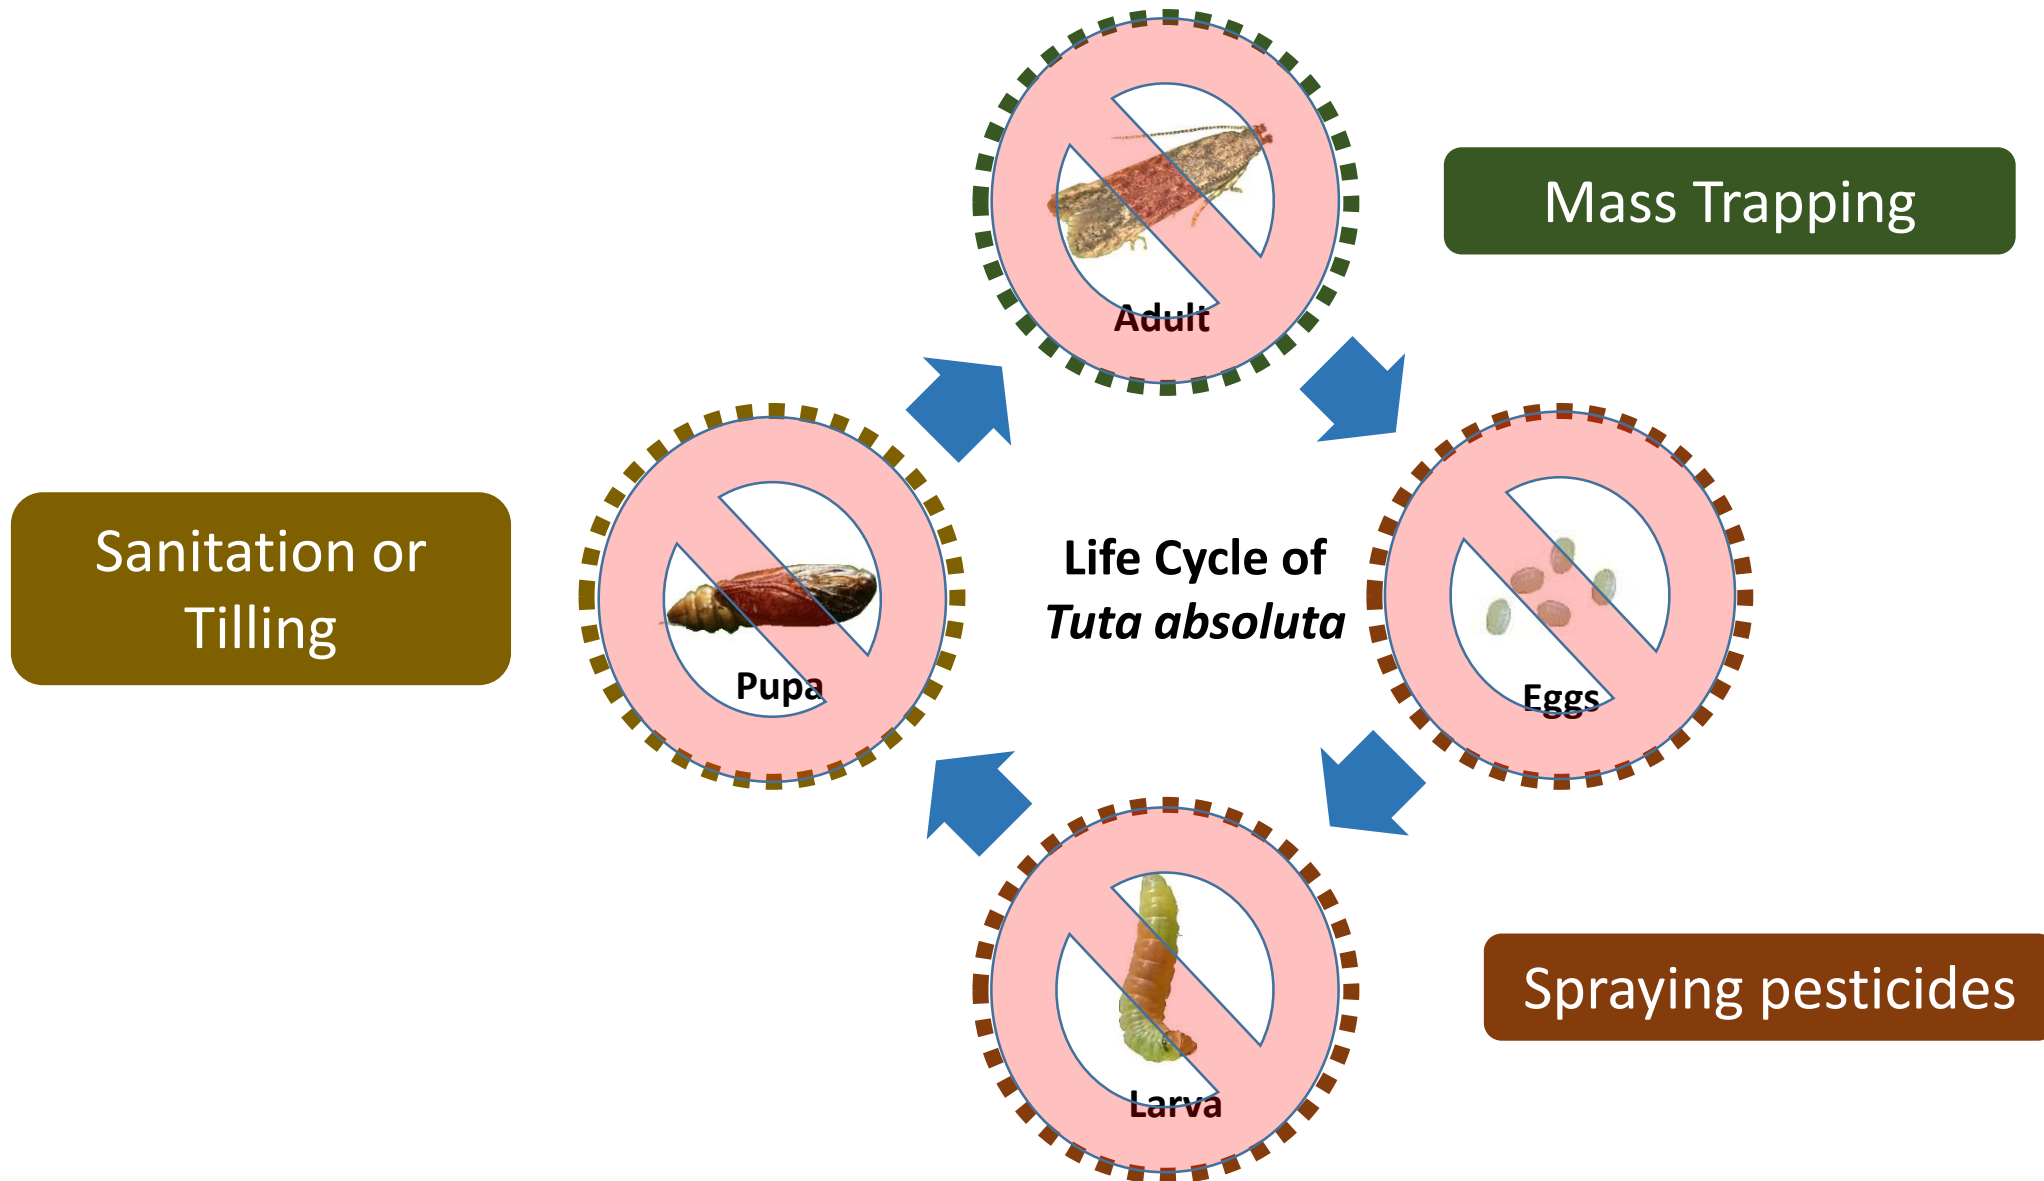 Adult
Mass Trapping
Sanitation or
Tilling
Pupa
Life Cycle of
Tuta absoluta
Eggs
Larva
Spraying pesticides